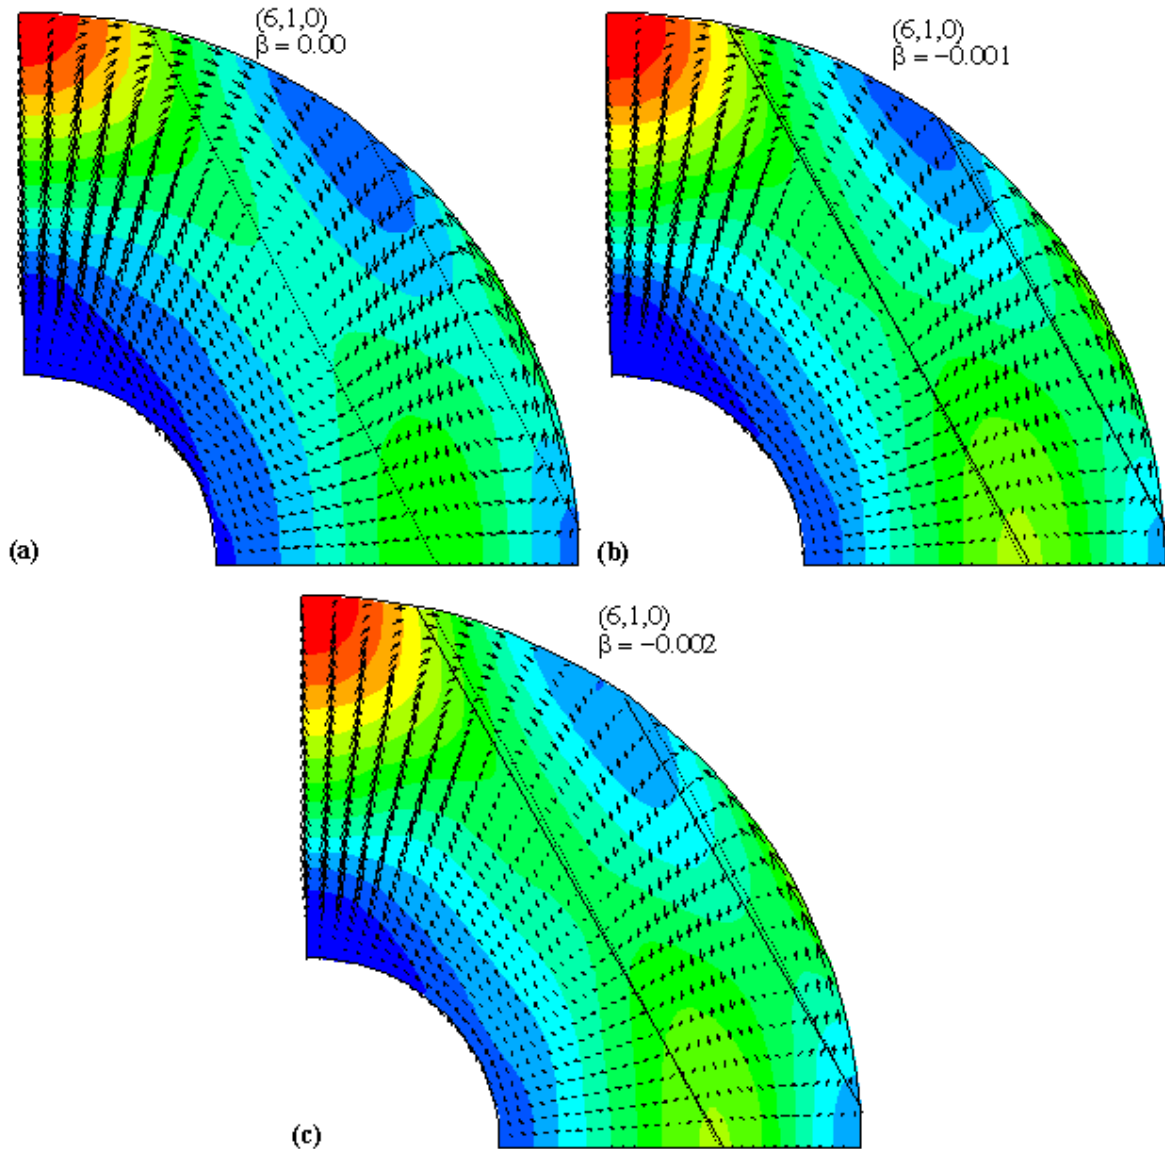 (6,1,0)
β = 0.00
(6,1,0)
β = −0.001
(a)
(b)
(6,1,0)
β = −0.002
(c)